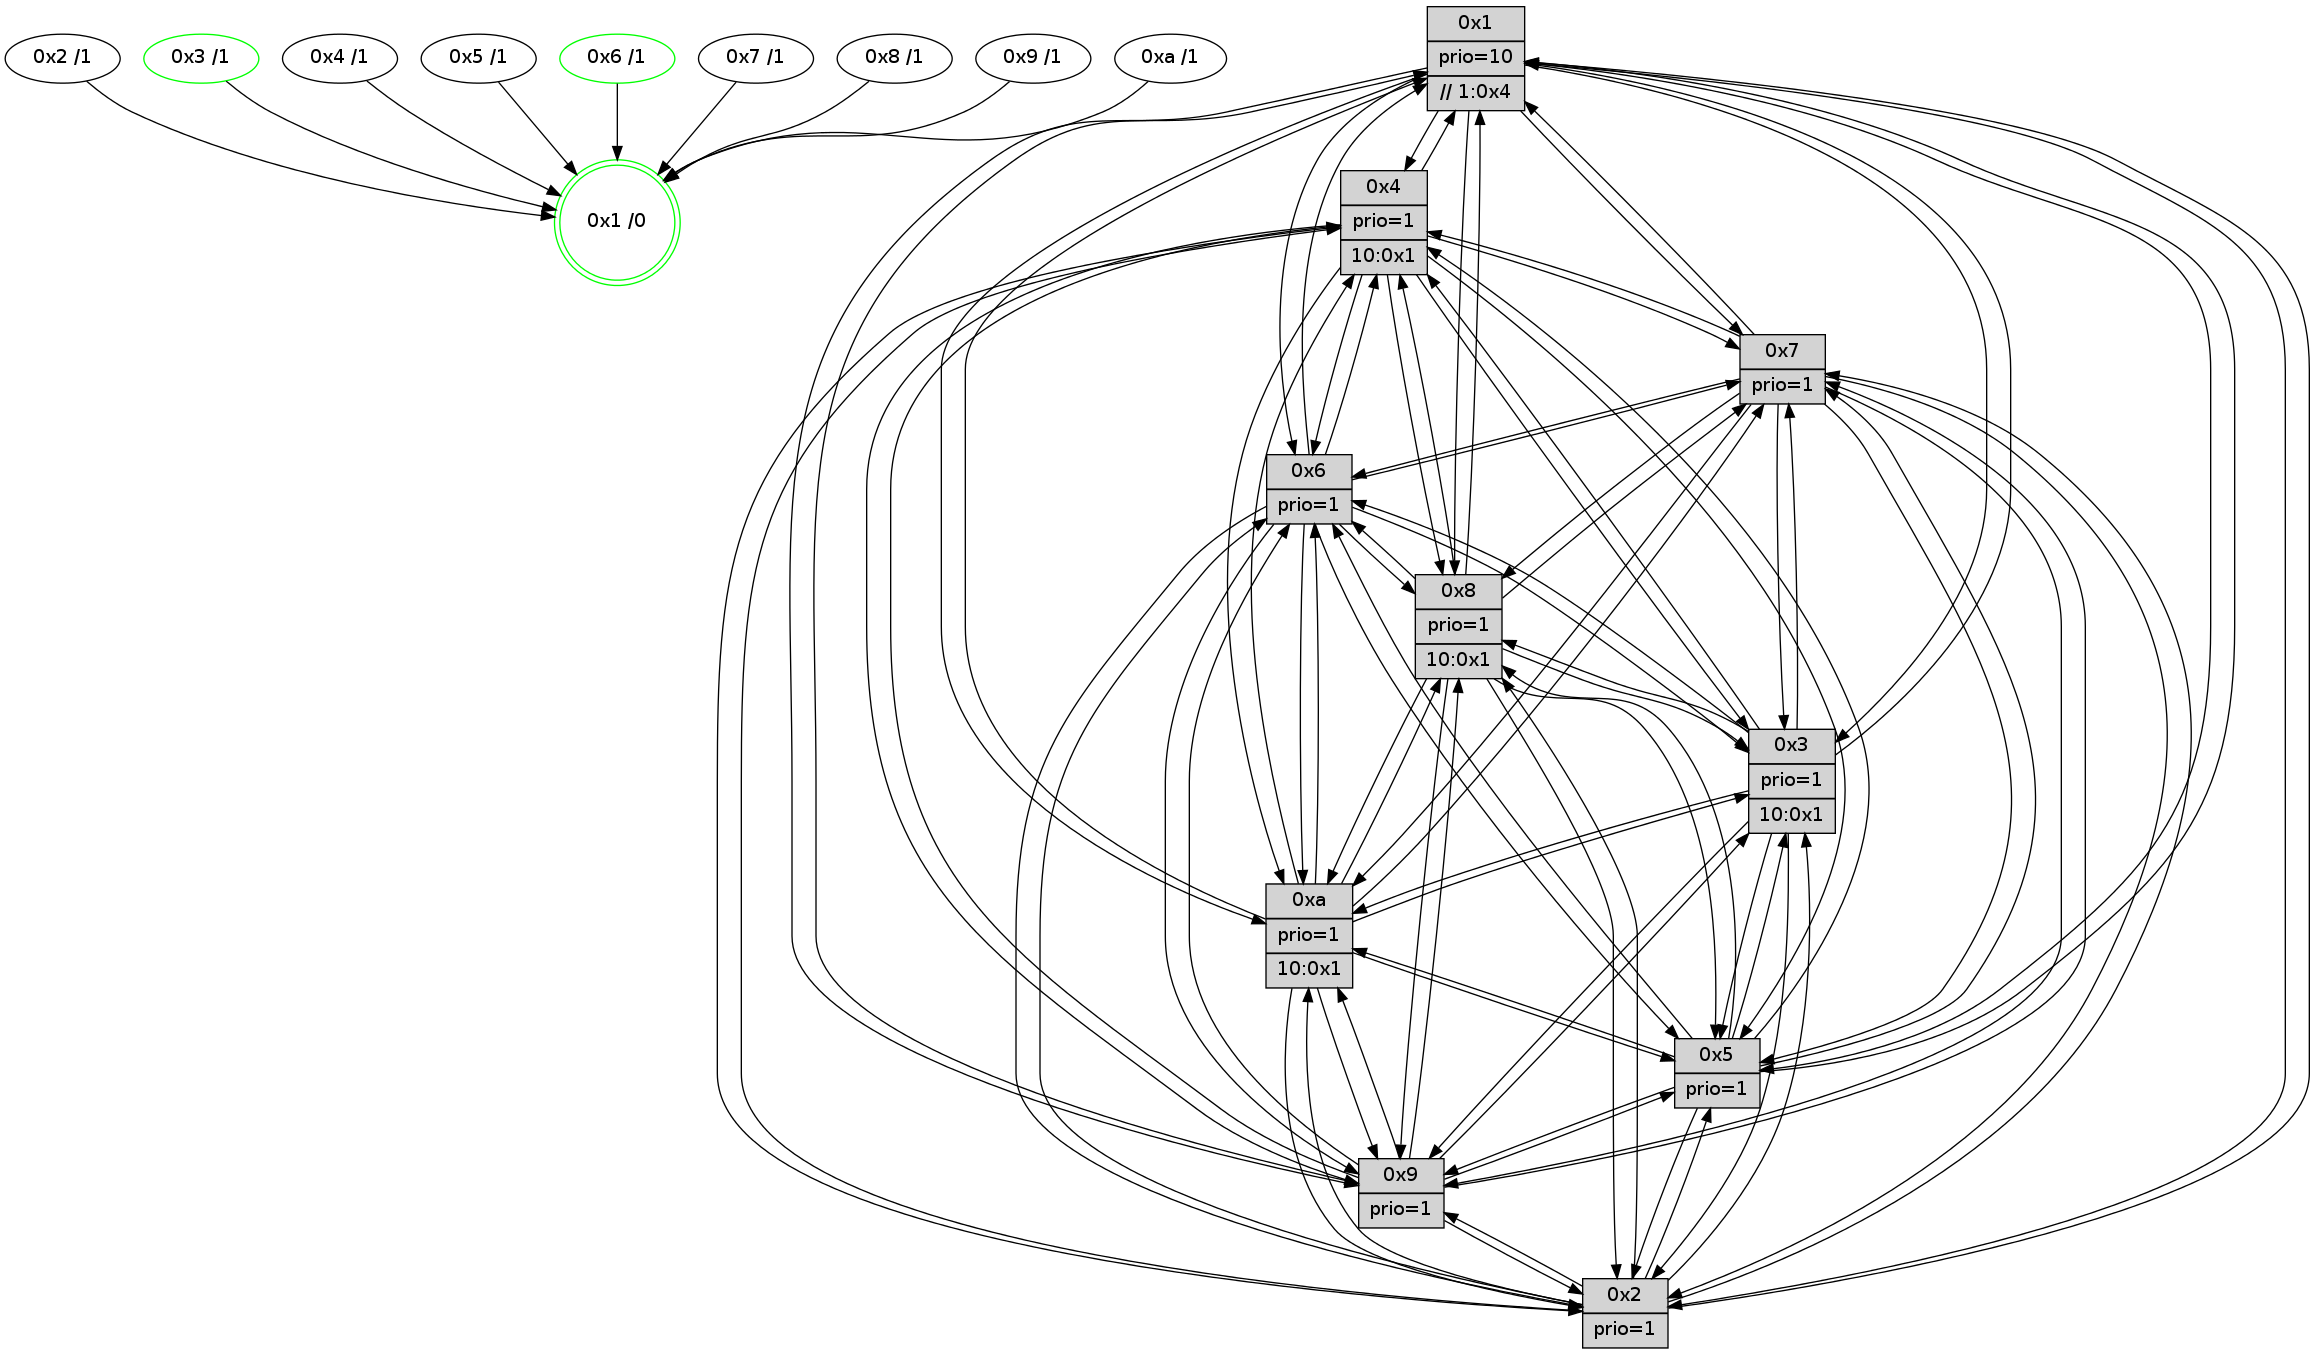 0x2 /1
0x3 /1
0x4 /1
0x5 /1
0x6 /1
0x7 /1
0x8 /1
0x9 /1
0xa /1
0x1 /0
0x1
prio=10
// 1:0x4
0x4
prio=1
10:0x1
0x7
prio=1
0x6
prio=1
0x8
prio=1
10:0x1
0x3
prio=1
10:0x1
0xa
prio=1
10:0x1
0x5
prio=1
0x9
prio=1
0x2
prio=1